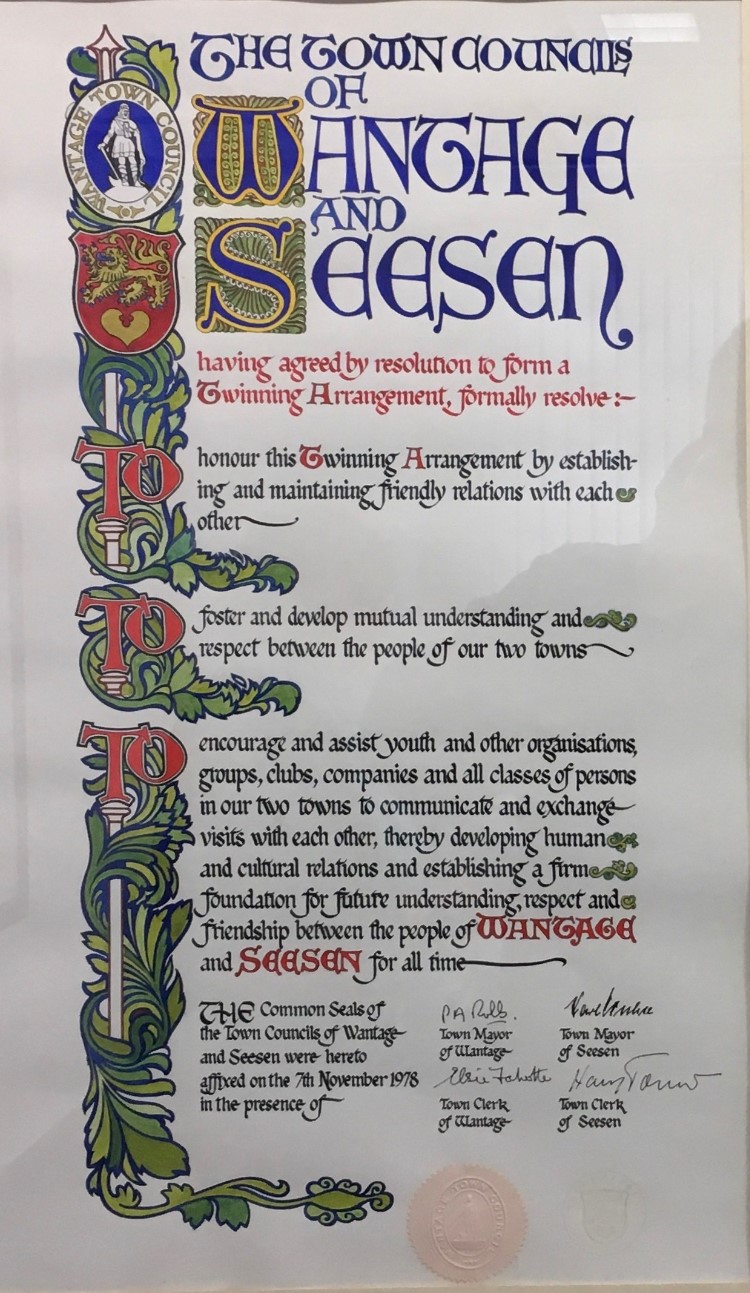 THE TOWN COUNCILS
OF
WANTAGE
AND
SEESEN
WANTAGE TOWN COUNCIL
having agreed by resolution to form a
Twinning Arrangement, formally resolve :-
TO
honour this Twinning Arrangement by establish-
ing and maintaining friendly relations with each
other
TO
foster and develop mutual understanding and
respect between the people of our two towns
TO
encourage and assist youth and other organisations,
groups, clubs, companies and all classes of persons
in our two towns to communicate and exchange
visits with each other, thereby developing human
and cultural relations and establishing a firm
foundation for future understanding, respect and
friendship between the people of WANTAGE
and SEESEN for all time
THE Common Seals of
the Town Councils of Wantage
and Seesen were hereto
affixed on the 7th November 1978
in the presence of
Town Mayor
of Wantage
Town Mayor
of Seesen
Town Clerk
of Wantage
Town Clerk
of Seesen
TOWN COUNCIL